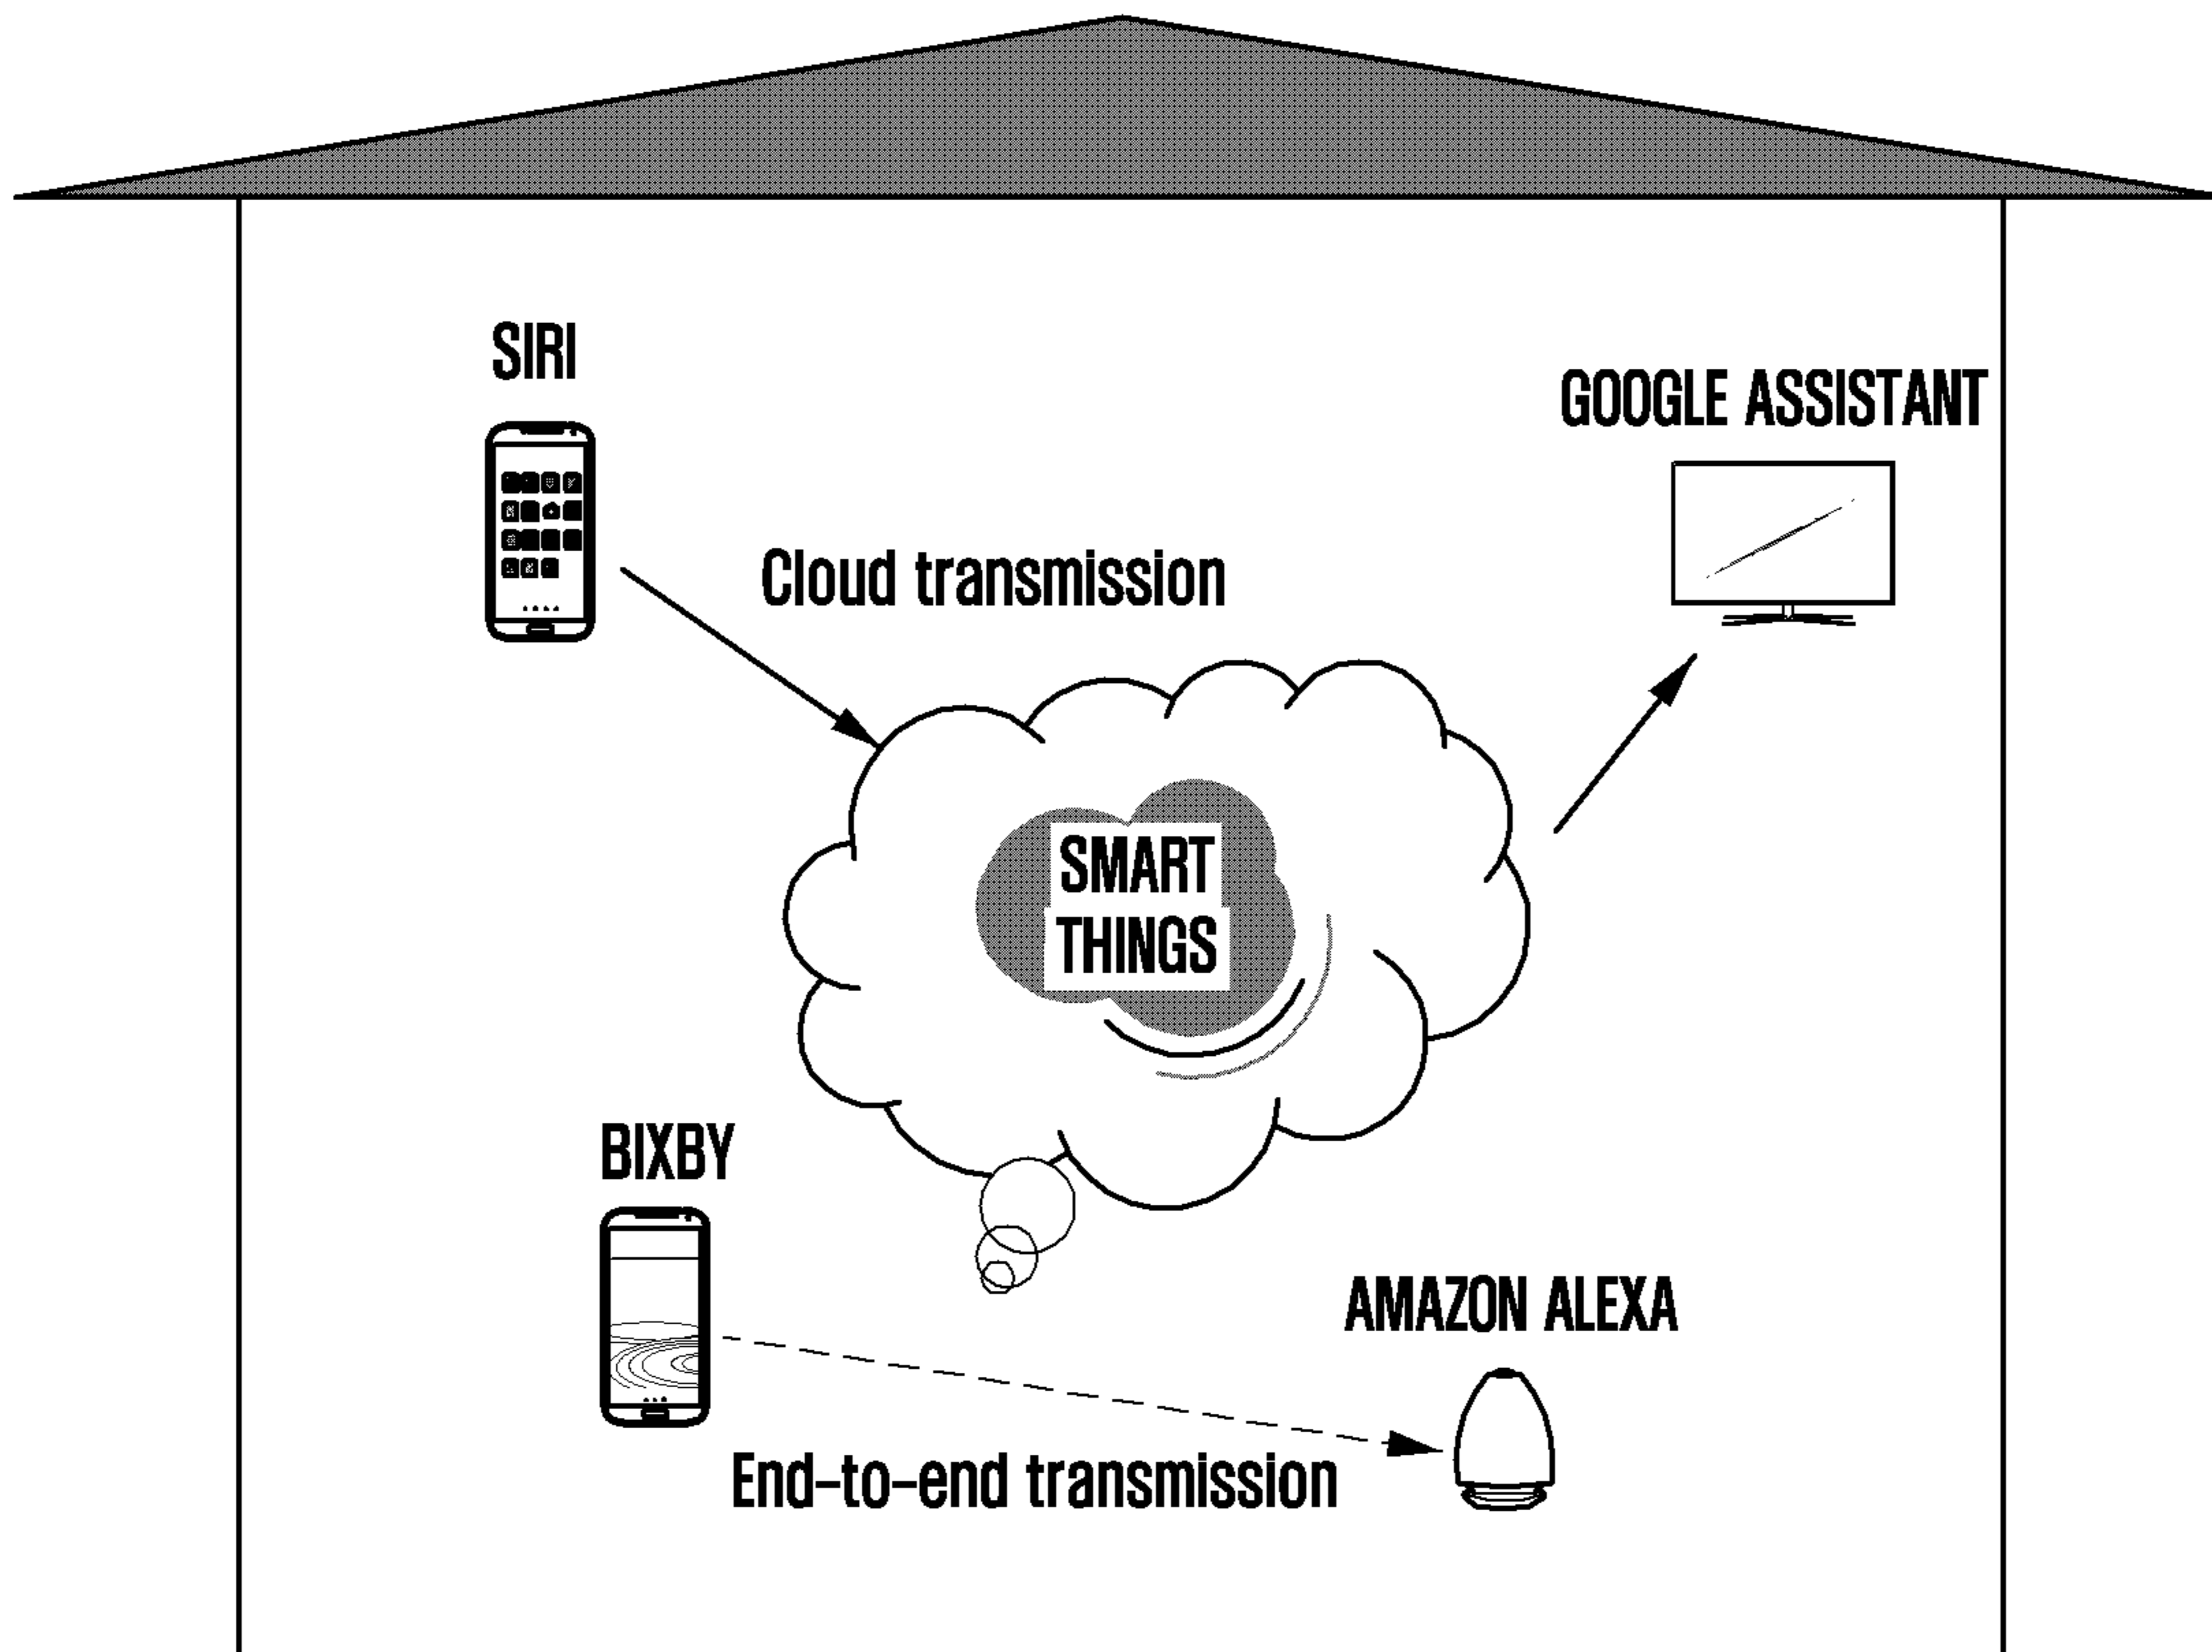 SIRI
GOOGLE ASSISTANT
Cloud transmission
SMART
THINGS
BIXBY
AMAZON ALEXA
End-to-end transmission